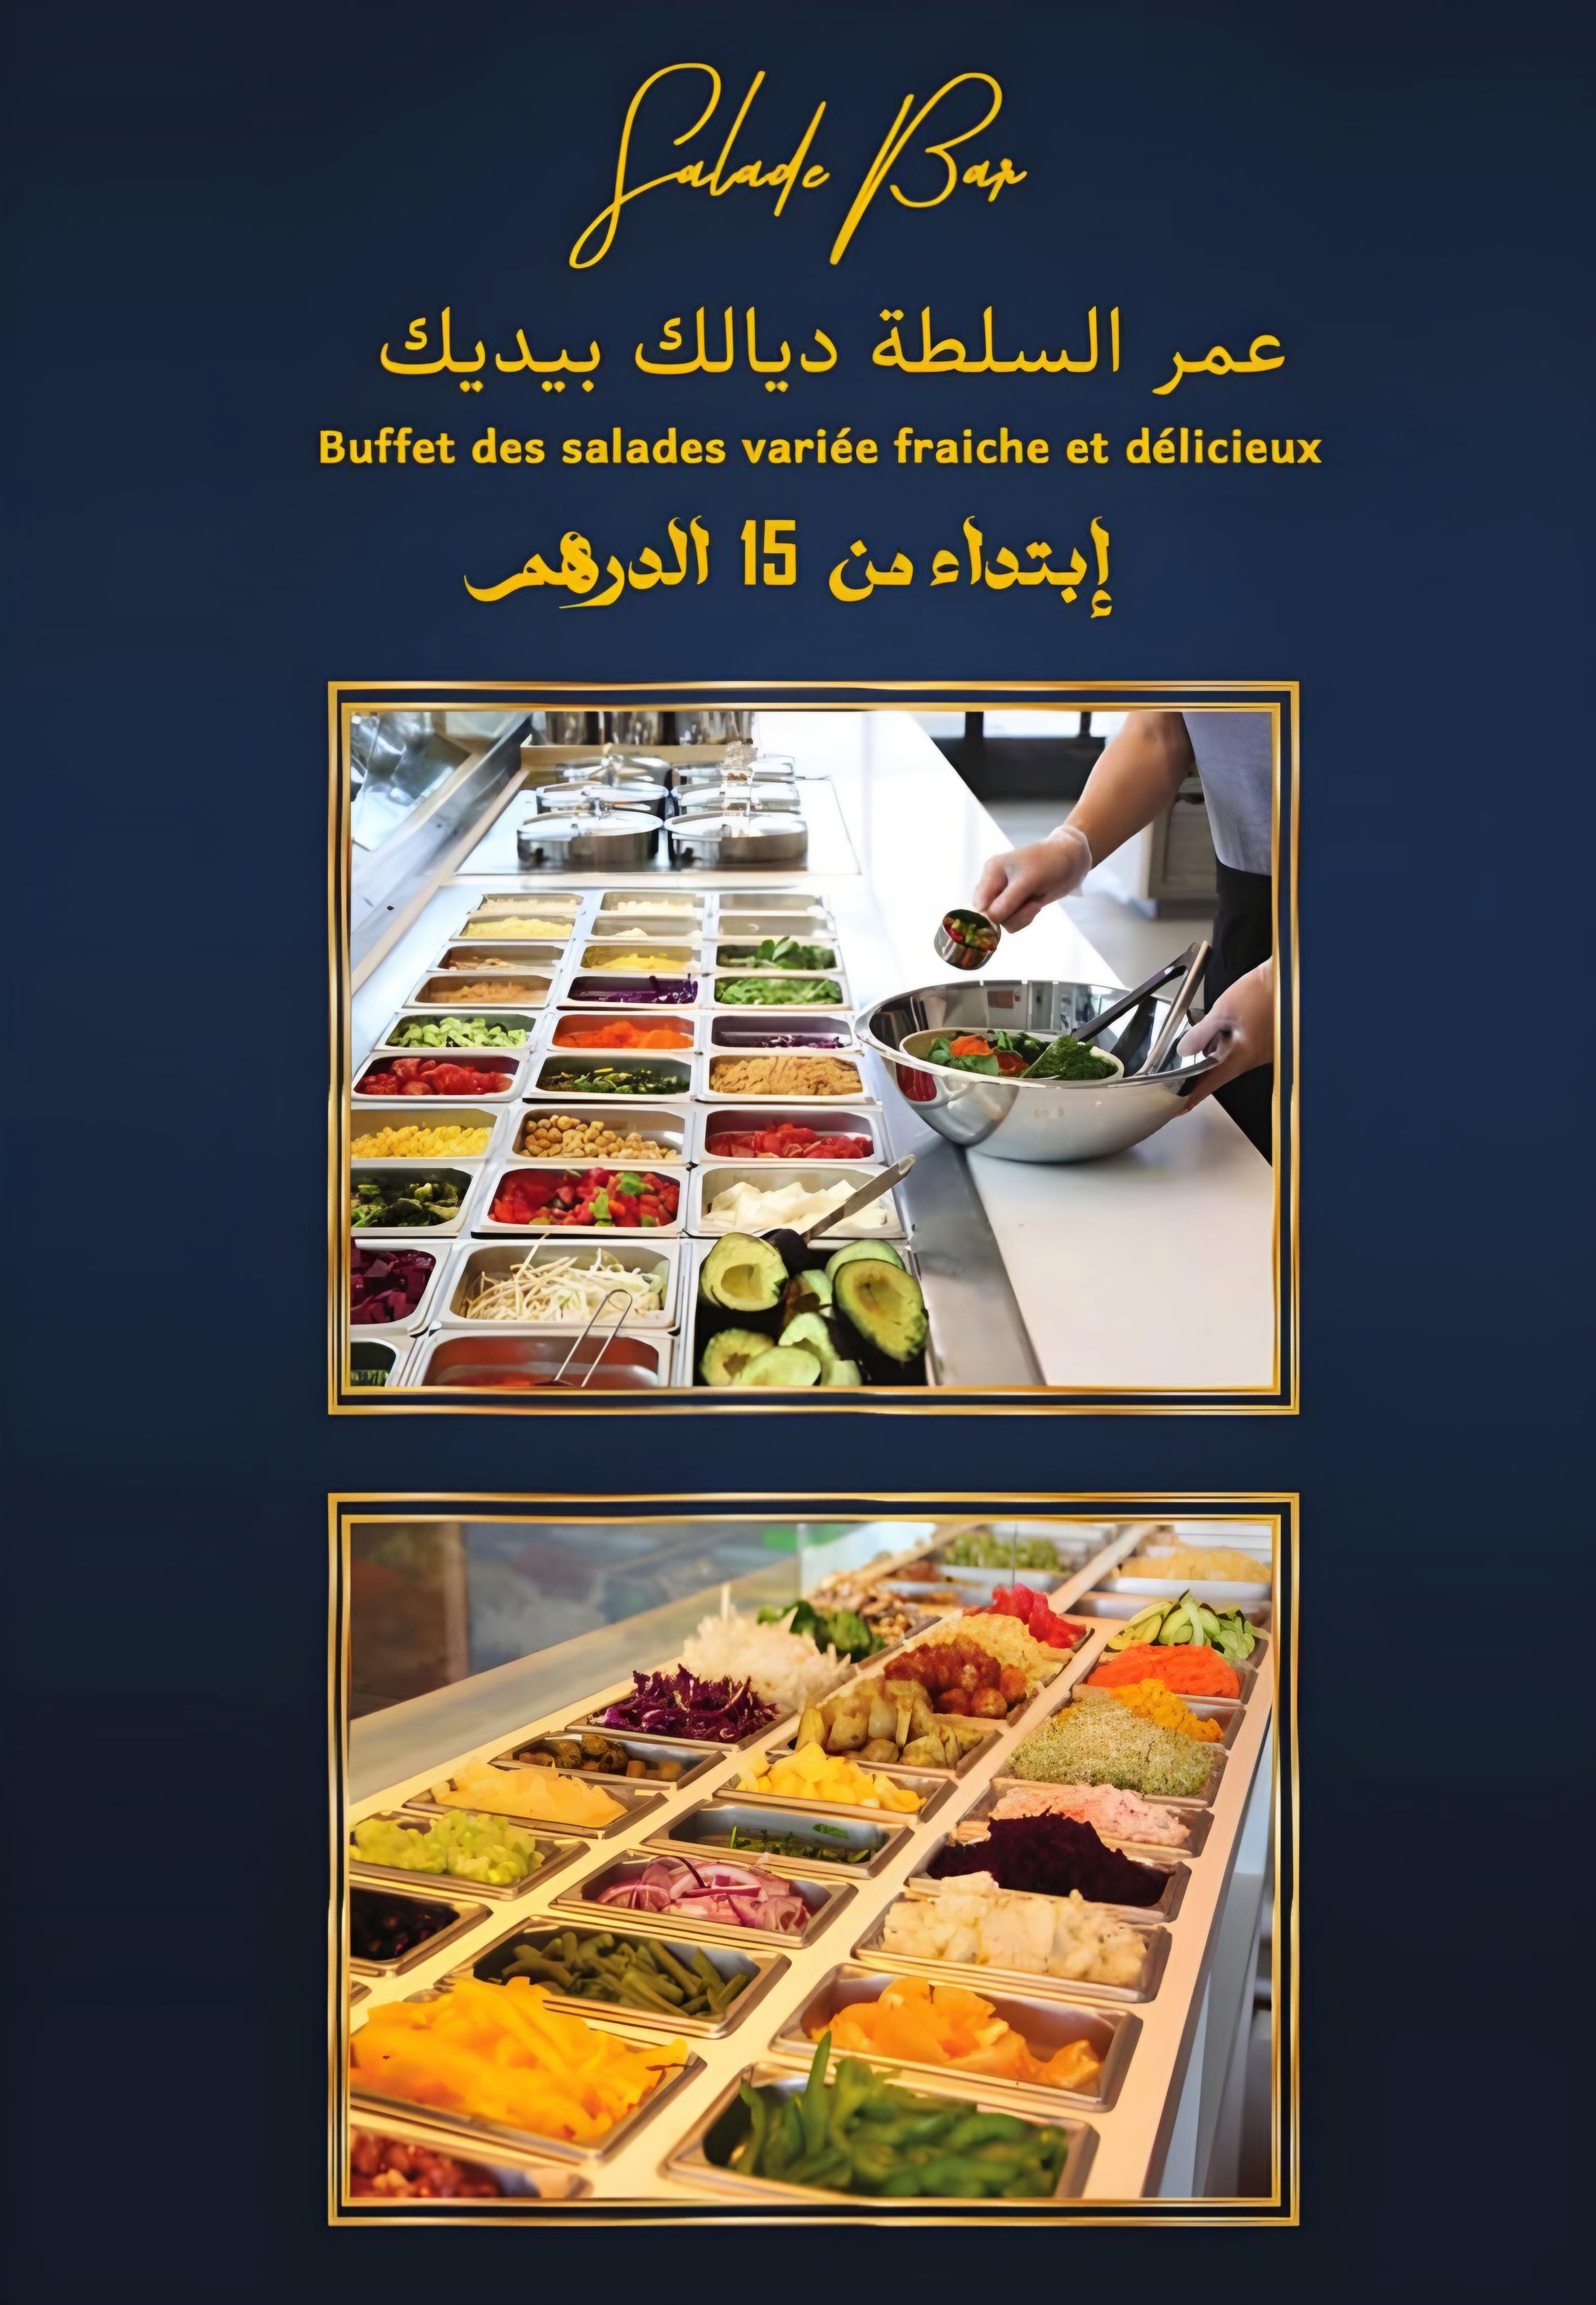 Salade Bar
عمر السلطة ديالك بيديك
Buffet des salades variée fraiche et délicieux
إبتداء من 15 الدرهم